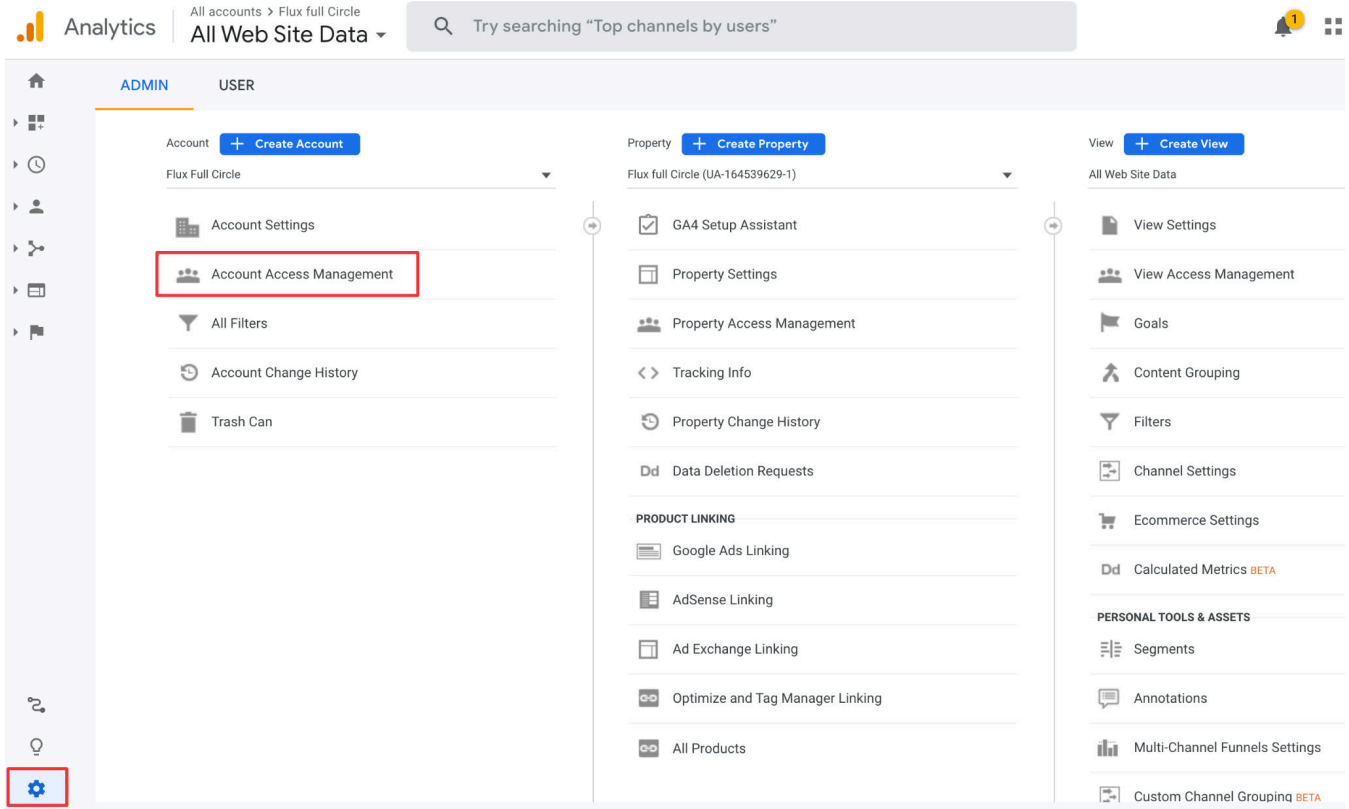 Analytics
All accounts > Flux full Circle
All Web Site Data
Try searching “Top channels by users”
1
ADMIN
USER
Account
Create Account
Flux Full Circle
Account Settings
Account Access Management
All Filters
Account Change History
Trash Can
Property
Create Property
Flux full Circle (UA-164539629-1)
GA4 Setup Assistant
Property Settings
Property Access Management
Tracking Info
Property Change History
Dd Data Deletion Requests
PRODUCT LINKING
Google Ads Linking
AdSense Linking
Ad Exchange Linking
Optimize and Tag Manager Linking
All Products
View
Create View
All Web Site Data
View Settings
View Access Management
Goals
Content Grouping
Filters
Channel Settings
Ecommerce Settings
Dd Calculated Metrics BETA
PERSONAL TOOLS & ASSETS
Segments
Annotations
Multi-Channel Funnels Settings
Custom Channel Grouping BETA